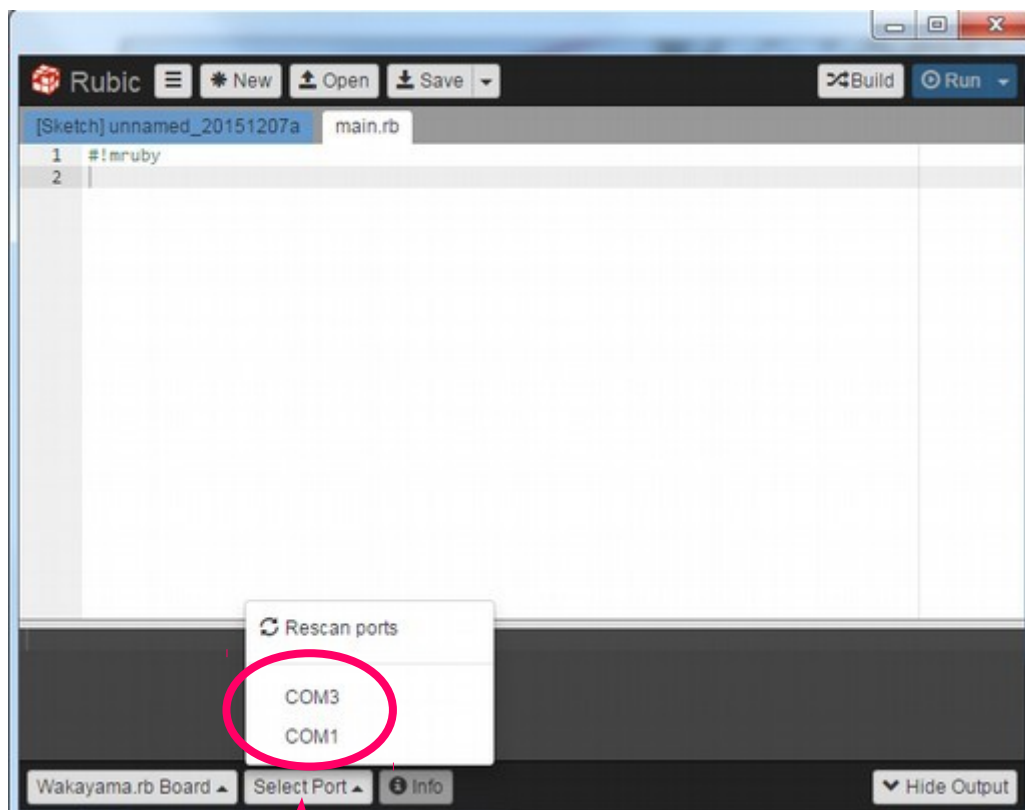 Rubic New Open Save Build Run
[Sketch] unnamed_20151207a main.rb
1 #!mruby
2
Rescan ports
COM3
COM1
Wakayama.rb Board Select Port Info Hide Output